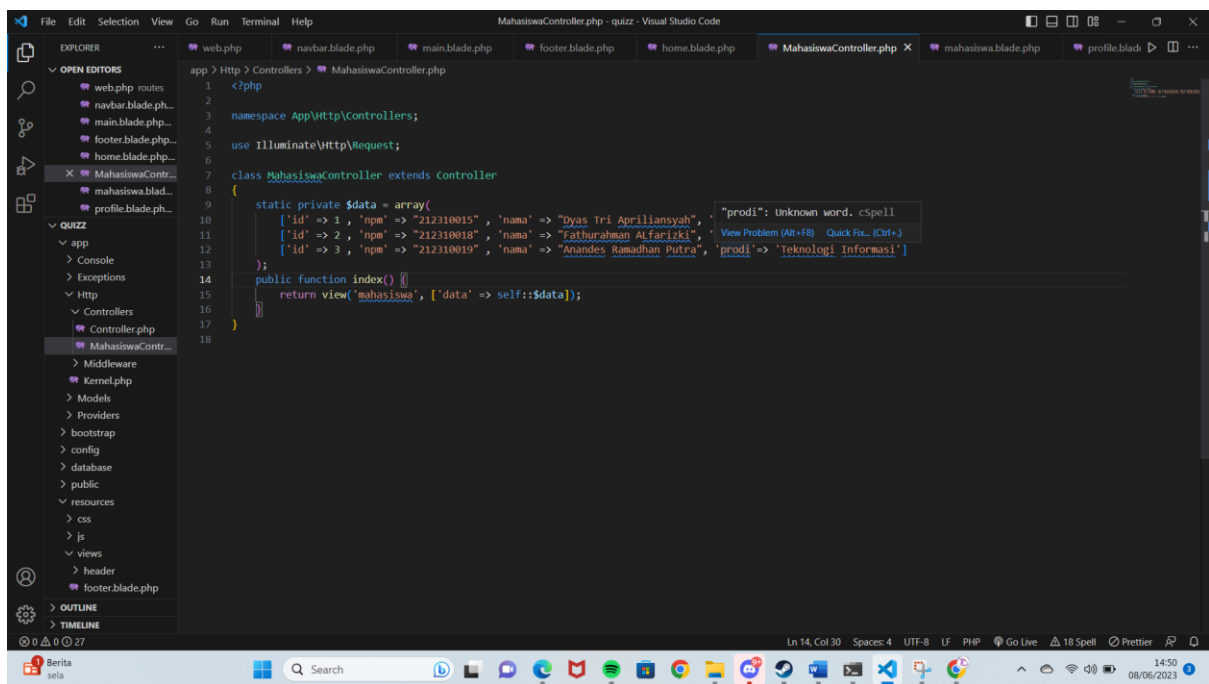 File Edit Selection View Go Run Terminal Help
MahasiswaController.php - quizz - Visual Studio Code
EXPLORER
web.php
navbar.blade.php
main.blade.php
footer.blade.php
home.blade.php
MahasiswaController.php
mahasiswa.blade.php
profile.blade
OPEN EDITORS
web.php routes
navbar.blade.ph...
main.blade.php...
footer.blade.php...
home.blade.php...
MahasiswaContr...
mahasiswa.blad...
profile.blade.ph...
QUIZZ
app
Console
Exceptions
Http
Controllers
Controller.php
MahasiswaContr...
Middleware
Kernel.php
Models
Providers
bootstrap
config
database
public
resources
css
js
views
header
footer.blade.php
OUTLINE
TIMELINE
app > Http > Controllers > MahasiswaController.php
1 <?php
2
3 namespace App\Http\Controllers;
4
5 use Illuminate\Http\Request;
6
7 class MahasiswaController extends Controller
8 {
9 static private $data = array(
10 ['id' => 1 , 'npm' => "212310015" , 'nama' => "Dyas Tri Apriliansyah", '
11 ['id' => 2 , 'npm' => "212310018" , 'nama' => "Fathurahman ALfarizki", '
12 ['id' => 3 , 'npm' => "212310019" , 'nama' => "Anandes Ramadhan Putra", 'prodi'=> 'Teknologi Informasi']
13 );
14 public function index() {
15 return view('mahasiswa', ['data' => self::$data]);
16 }
17 }
18
"prodi": Unknown word. cSpell
View Problem (Alt+F8) Quick Fix... (Ctrl+.)
0 0 27
Ln 14, Col 30 Spaces: 4 UTF-8 LF PHP Go Live 18 Spell Prettier
1
Berita
sela
Search
14:50
08/06/2023
3